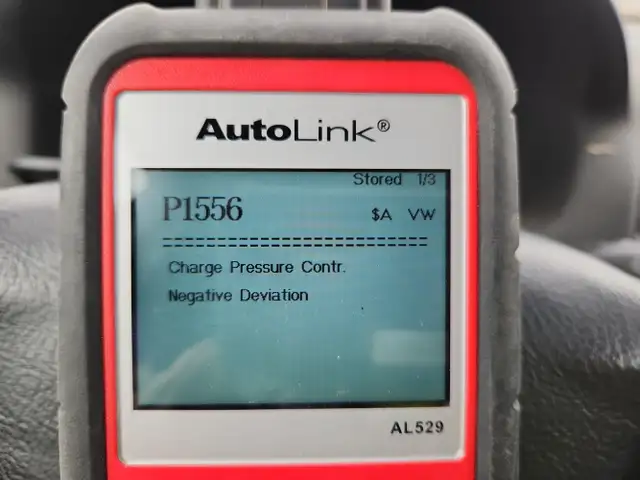 AutoLink®
Stored 1/3
P1556 $A VW
==============================
Charge Pressure Contr.
Negative Deviation
AL529